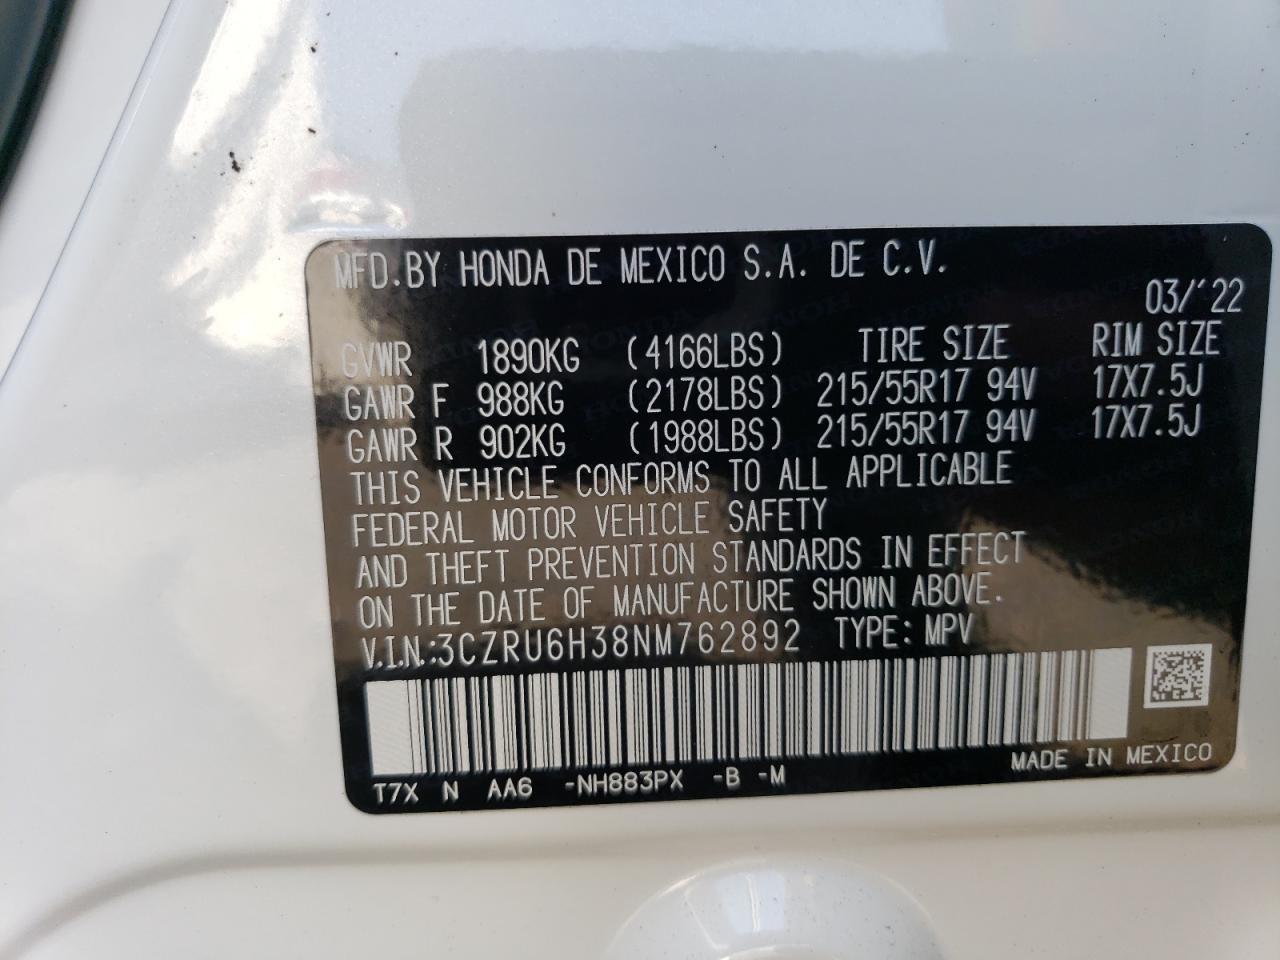 MFD.BY HONDA DE MEXICO S.A. DE C.V.
03/'22
GVWR 1890KG (4166LBS) TIRE SIZE RIM SIZE
GAWR F 988KG (2178LBS) 215/55R17 94V 17X7.5J
GAWR R 902KG (1988LBS) 215/55R17 94V 17X7.5J
THIS VEHICLE CONFORMS TO ALL APPLICABLE
FEDERAL MOTOR VEHICLE SAFETY
AND THEFT PREVENTION STANDARDS IN EFFECT
ON THE DATE OF MANUFACTURE SHOWN ABOVE.
V.I.N.:3CZRU6H38NM762892 TYPE: MPV
MADE IN MEXICO
T7X N AA6 -NH883PX -B -M